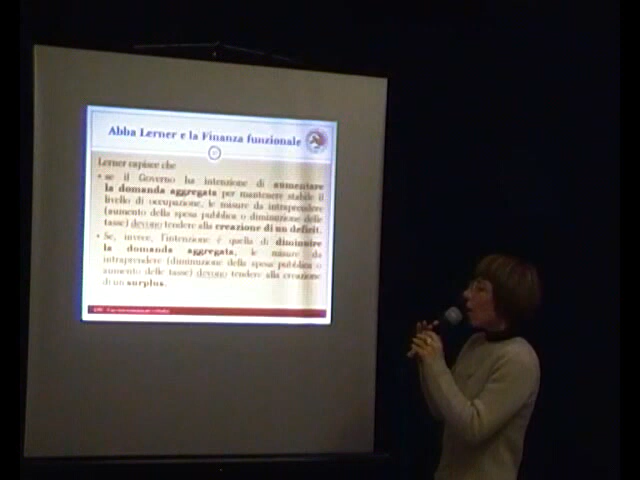 Abba Lerner e la Finanza funzionale
Lerner capisce che
• se il Governo ha intenzione di aumentare
la domanda aggregata per mantenere stabile il
livello di occupazione, le misure da intraprendere
(aumento della spesa pubblica o diminuzione delle
tasse) devono tendere alla creazione di un deficit.
• Se, invece, l'intenzione è quella di diminuire
la domanda aggregata, le misure da
intraprendere (diminuzione della spesa pubblica o
aumento delle tasse) devono tendere alla creazione
di un surplus.